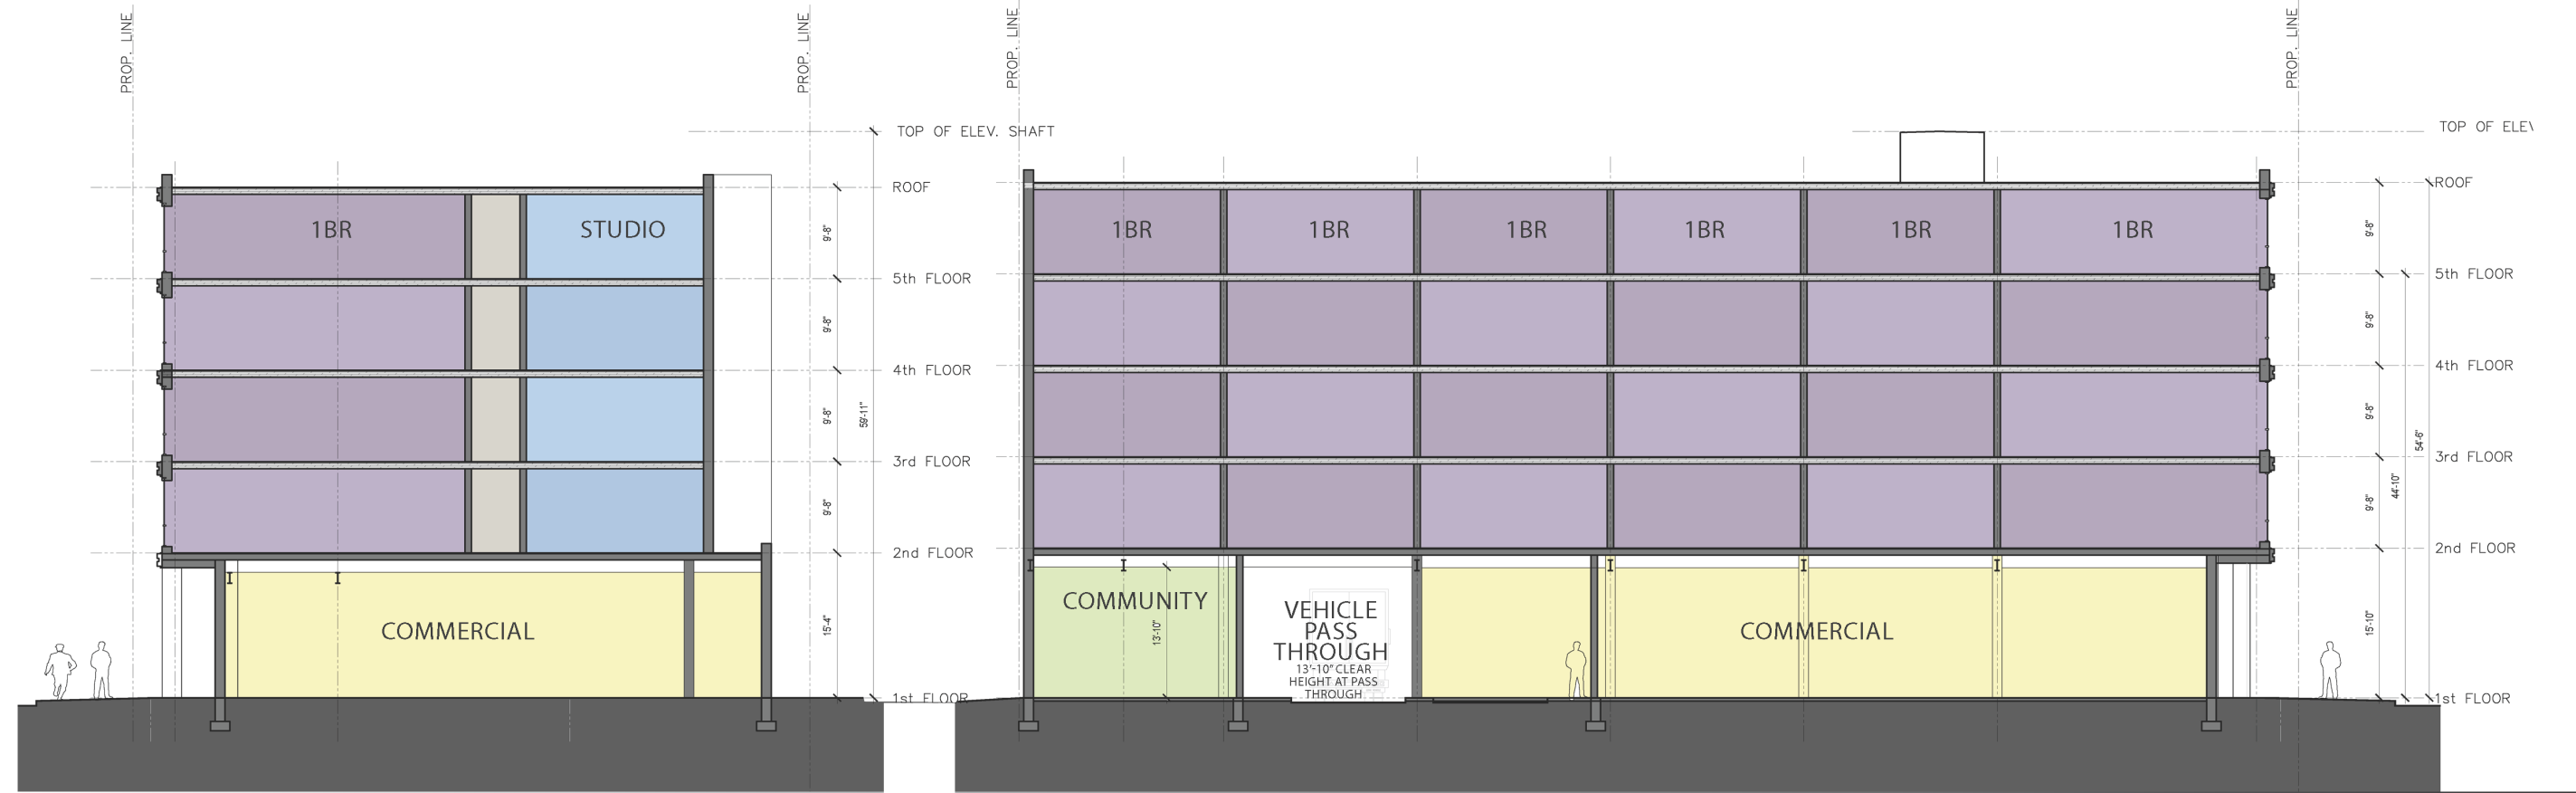 PROP. LINE
PROP. LINE
TOP OF ELEV. SHAFT
ROOF
1BR
STUDIO
9'-8"
5th FLOOR
9'-8"
4th FLOOR
9'-8"
59'-11"
3rd FLOOR
9'-8"
2nd FLOOR
COMMERCIAL
15'-4"
1st FLOOR
PROP. LINE
PROP. LINE
TOP OF ELEV
ROOF
1BR
1BR
1BR
1BR
1BR
1BR
9'-8"
5th FLOOR
9'-8"
4th FLOOR
9'-8"
54'-6"
3rd FLOOR
9'-8"
44'-10"
2nd FLOOR
COMMUNITY
13'-10"
VEHICLE
PASS
THROUGH
13'-10" CLEAR
HEIGHT AT PASS
THROUGH
COMMERCIAL
15'-10"
1st FLOOR